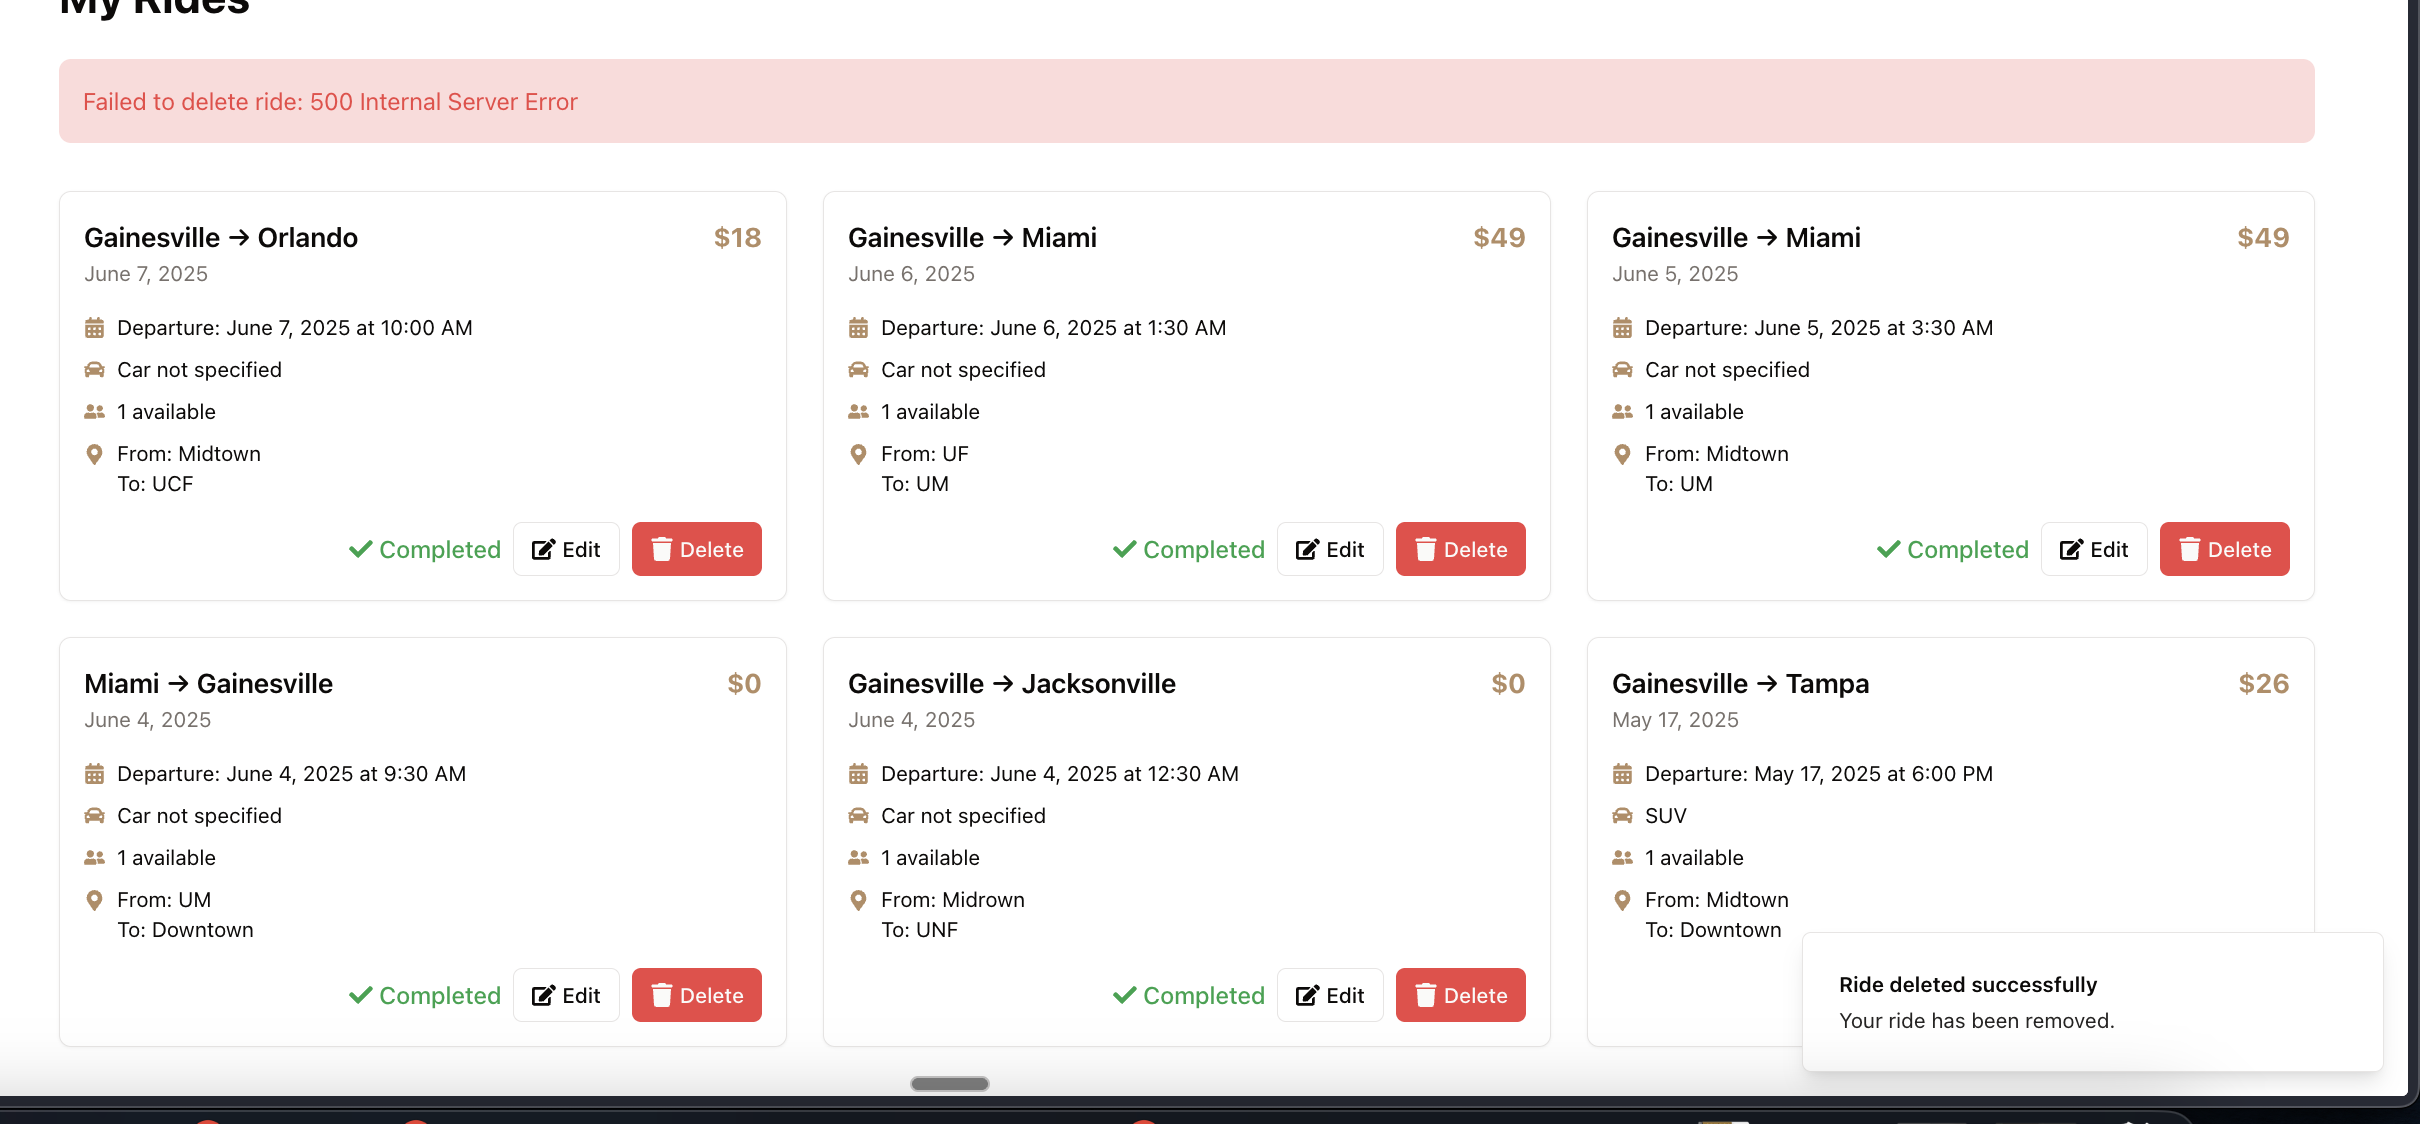 My Rides
Failed to delete ride: 500 Internal Server Error
Gainesville → Orlando
$18
June 7, 2025
Departure: June 7, 2025 at 10:00 AM
Car not specified
1 available
From: Midtown
To: UCF
Completed
Edit
Delete
Gainesville → Miami
$49
June 6, 2025
Departure: June 6, 2025 at 1:30 AM
Car not specified
1 available
From: UF
To: UM
Completed
Edit
Delete
Gainesville → Miami
$49
June 5, 2025
Departure: June 5, 2025 at 3:30 AM
Car not specified
1 available
From: Midtown
To: UM
Completed
Edit
Delete
Miami → Gainesville
$0
June 4, 2025
Departure: June 4, 2025 at 9:30 AM
Car not specified
1 available
From: UM
To: Downtown
Completed
Edit
Delete
Gainesville → Jacksonville
$0
June 4, 2025
Departure: June 4, 2025 at 12:30 AM
Car not specified
1 available
From: Midrown
To: UNF
Completed
Edit
Delete
Gainesville → Tampa
$26
May 17, 2025
Departure: May 17, 2025 at 6:00 PM
SUV
1 available
From: Midtown
To: Downtown
Ride deleted successfully
Your ride has been removed.